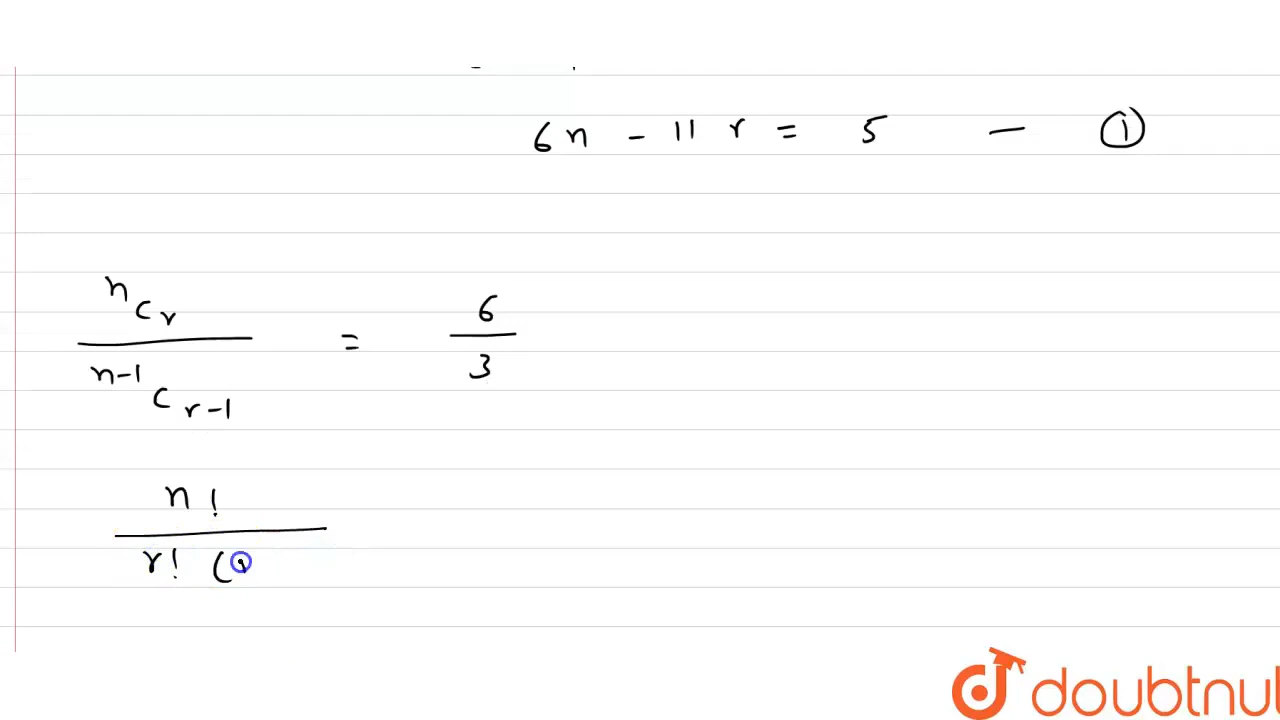 6n - 11r = 5 — ①
nCr / n-1Cr-1 = 6 / 3
n! / r! (
doubtnut